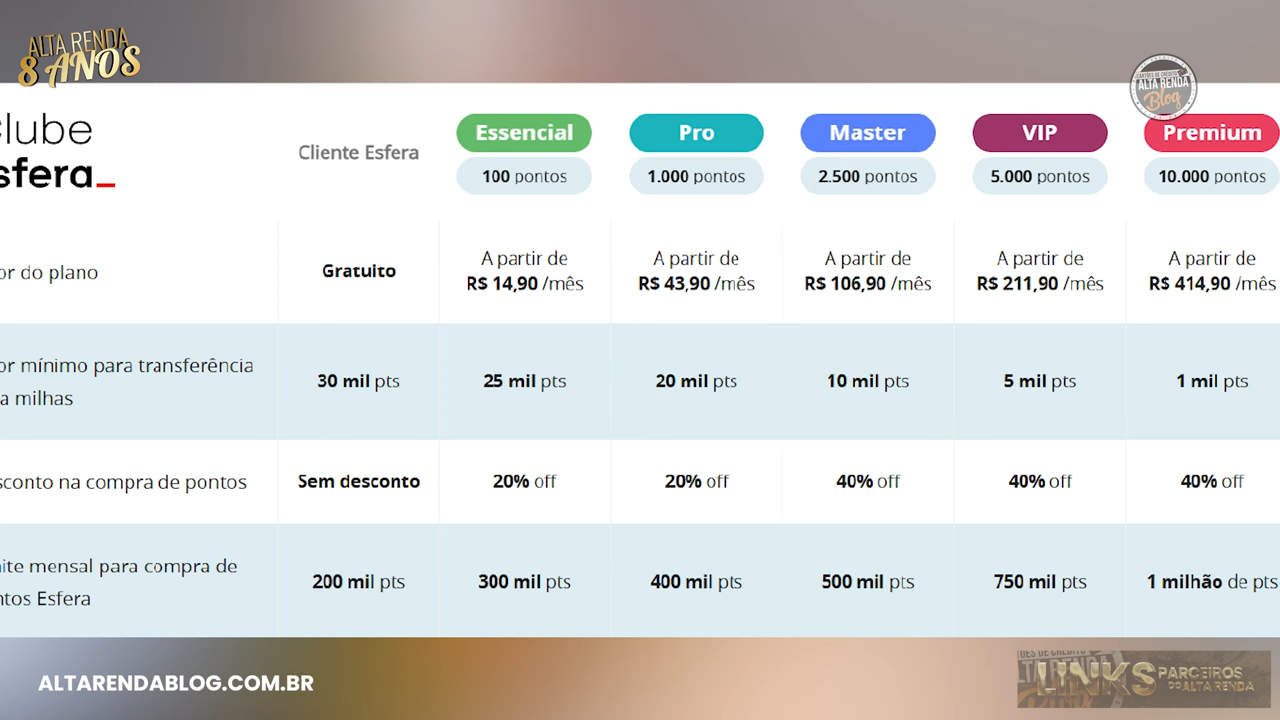 ALTA RENDA
8 ANOS
CARTÕES DE CRÉDITO
ALTA RENDA
Blog
Clube
sfera_
Cliente Esfera
Essencial
100 pontos
Pro
1.000 pontos
Master
2.500 pontos
VIP
5.000 pontos
Premium
10.000 pontos
or do plano
Gratuito
A partir de
R$ 14,90 /mês
A partir de
R$ 43,90 /mês
A partir de
R$ 106,90 /mês
A partir de
R$ 211,90 /mês
A partir de
R$ 414,90 /mês
or mínimo para transferência
a milhas
30 mil pts
25 mil pts
20 mil pts
10 mil pts
5 mil pts
1 mil pts
sconto na compra de pontos
Sem desconto
20% off
20% off
40% off
40% off
40% off
ite mensal para compra de
ntos Esfera
200 mil pts
300 mil pts
400 mil pts
500 mil pts
750 mil pts
1 milhão de pts
ALTARENDABLOG.COM.BR
LINKS
PARCEIROS
DO ALTA RENDA